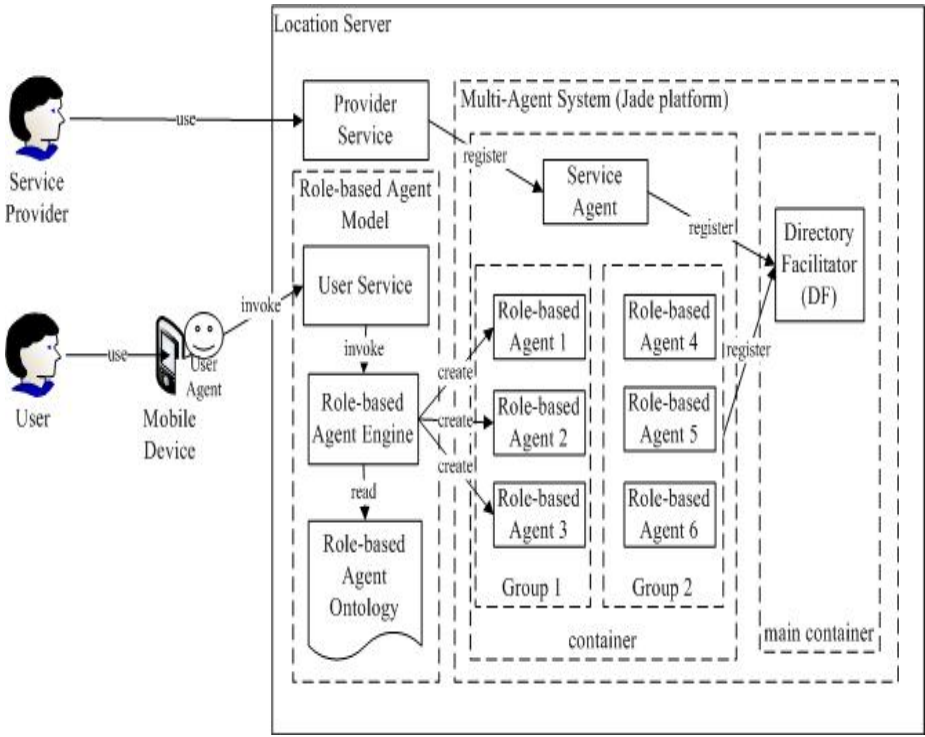 Location Server
Service
Provider
use
Provider
Service
register
Multi-Agent System (Jade platform)
Service
Agent
register
Directory
Facilitator
(DF)
Role-based Agent
Model
User
use
User
Agent
Mobile
Device
invoke
User Service
invoke
Role-based
Agent Engine
read
Role-based
Agent
Ontology
create
create
create
Role-based
Agent 1
Role-based
Agent 2
Role-based
Agent 3
Group 1
Role-based
Agent 4
Role-based
Agent 5
Role-based
Agent 6
Group 2
register
container
main container